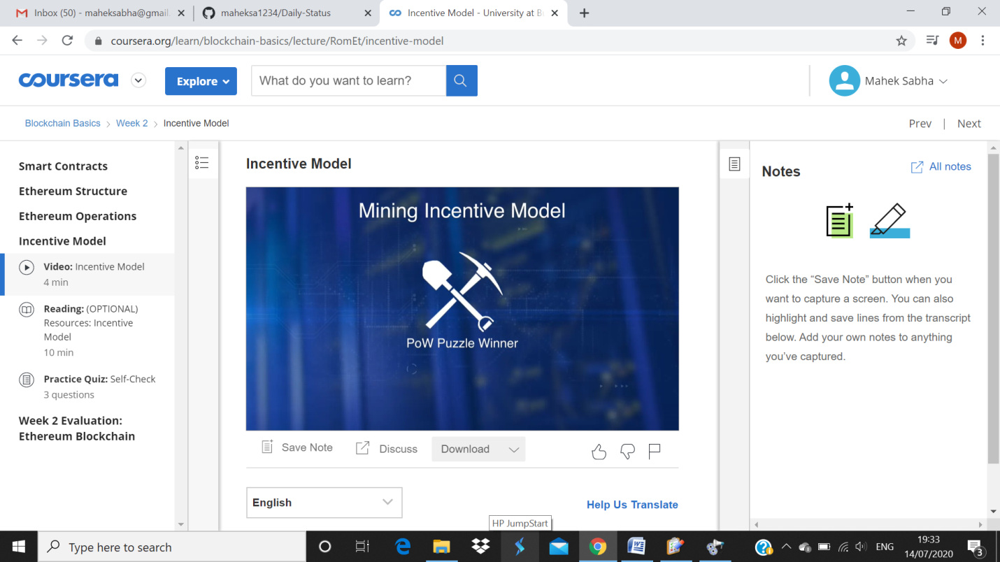 Inbox (50) - maheksabha@gmail.
maheksa1234/Daily-Status
Incentive Model - University at Bu
coursera.org/learn/blockchain-basics/lecture/RomEt/incentive-model
M
coursera
Explore
What do you want to learn?
Mahek Sabha
Blockchain Basics > Week 2 > Incentive Model
Prev | Next
Smart Contracts
Ethereum Structure
Ethereum Operations
Incentive Model
Video: Incentive Model
4 min
Reading: (OPTIONAL)
Resources: Incentive
Model
10 min
Practice Quiz: Self-Check
3 questions
Week 2 Evaluation:
Ethereum Blockchain
Incentive Model
Mining Incentive Model
PoW Puzzle Winner
Save Note
Discuss
Download
English
Help Us Translate
Notes
All notes
Click the “Save Note” button when you
want to capture a screen. You can also
highlight and save lines from the transcript
below. Add your own notes to anything
you’ve captured.
HP JumpStart
Type here to search
ENG
19:33
14/07/2020
3